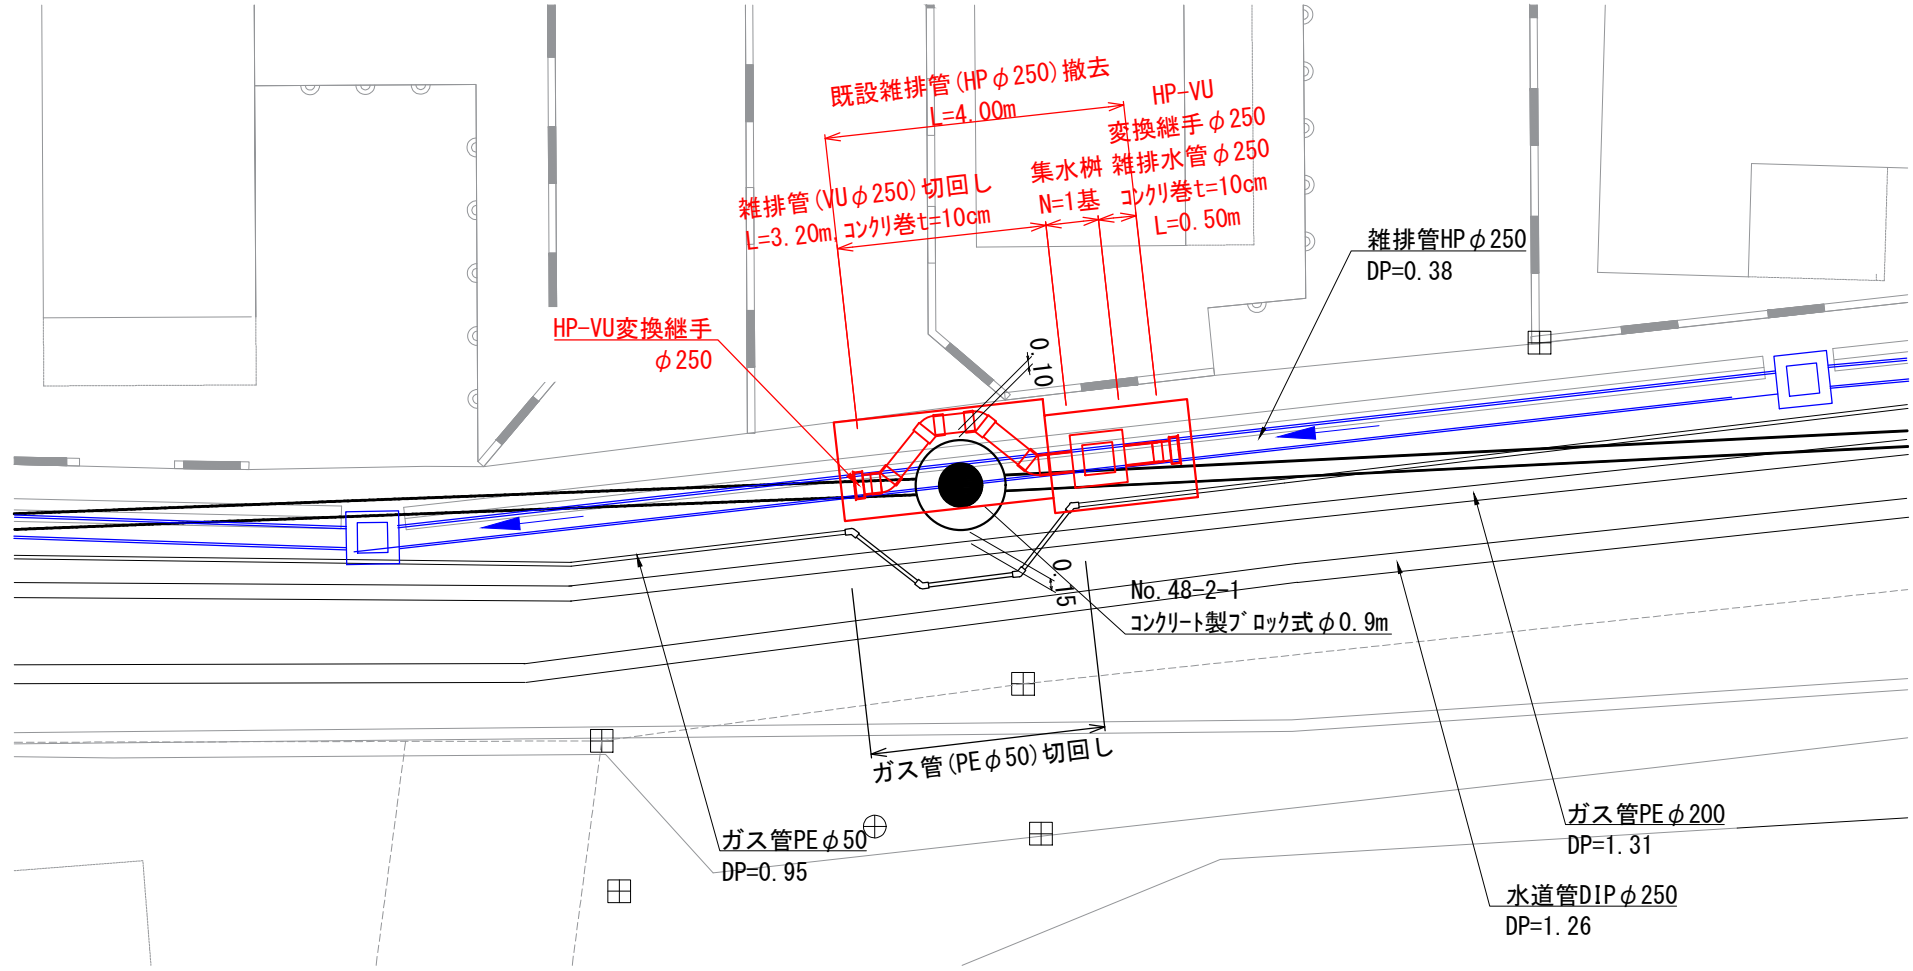 既設雑排管(HPφ250)撤去
L=4.00m
HP-VU
変換継手φ250
雑排水管φ250
コンクリ巻t=10cm
L=0.50m
集水桝
N=1基
雑排管(VUφ250)切回し
L=3.20m,コンクリ巻t=10cm
雑排管HPφ250
DP=0.38
HP-VU変換継手
φ250
0.10
0.15
No.48-2-1
コンクリート製ブロック式φ0.9m
ガス管(PEφ50)切回し
ガス管PEφ50
DP=0.95
ガス管PEφ200
DP=1.31
水道管DIPφ250
DP=1.26